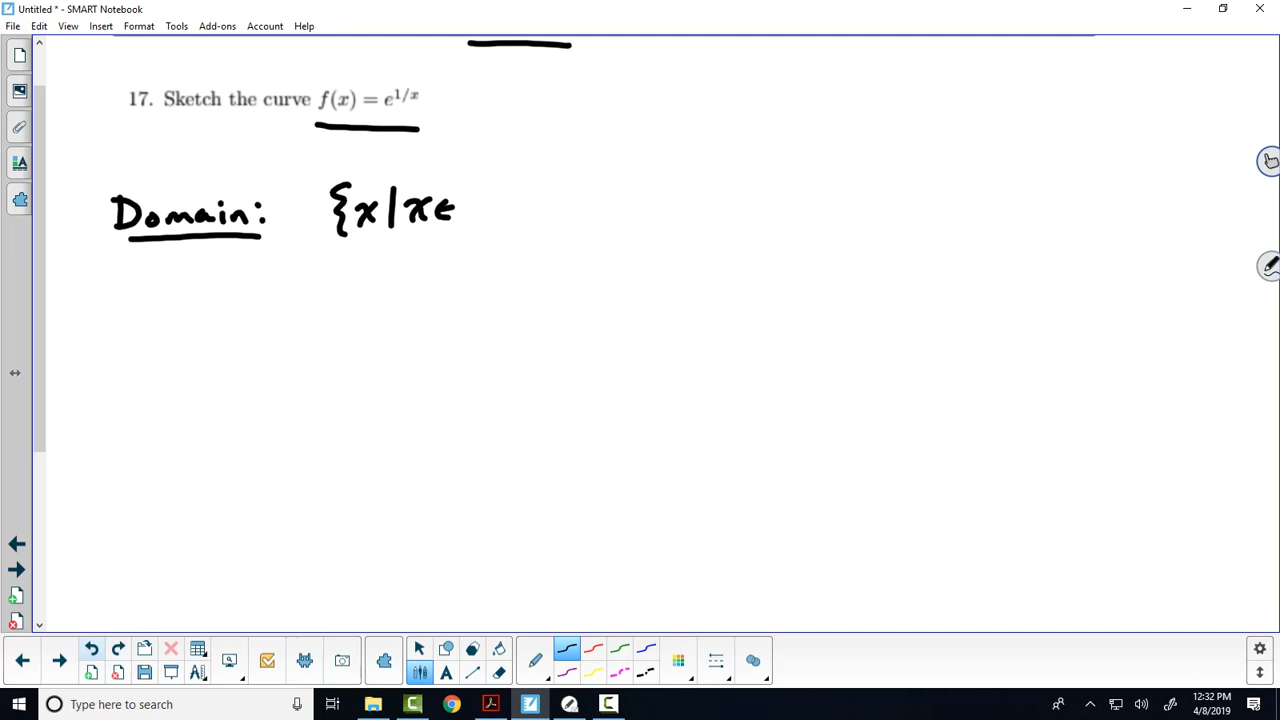 Untitled * - SMART Notebook
File Edit View Insert Format Tools Add-ons Account Help
17. Sketch the curve f(x) = e^{1/x}
Domain: {x|x∈
Type here to search
12:32 PM
4/8/2019